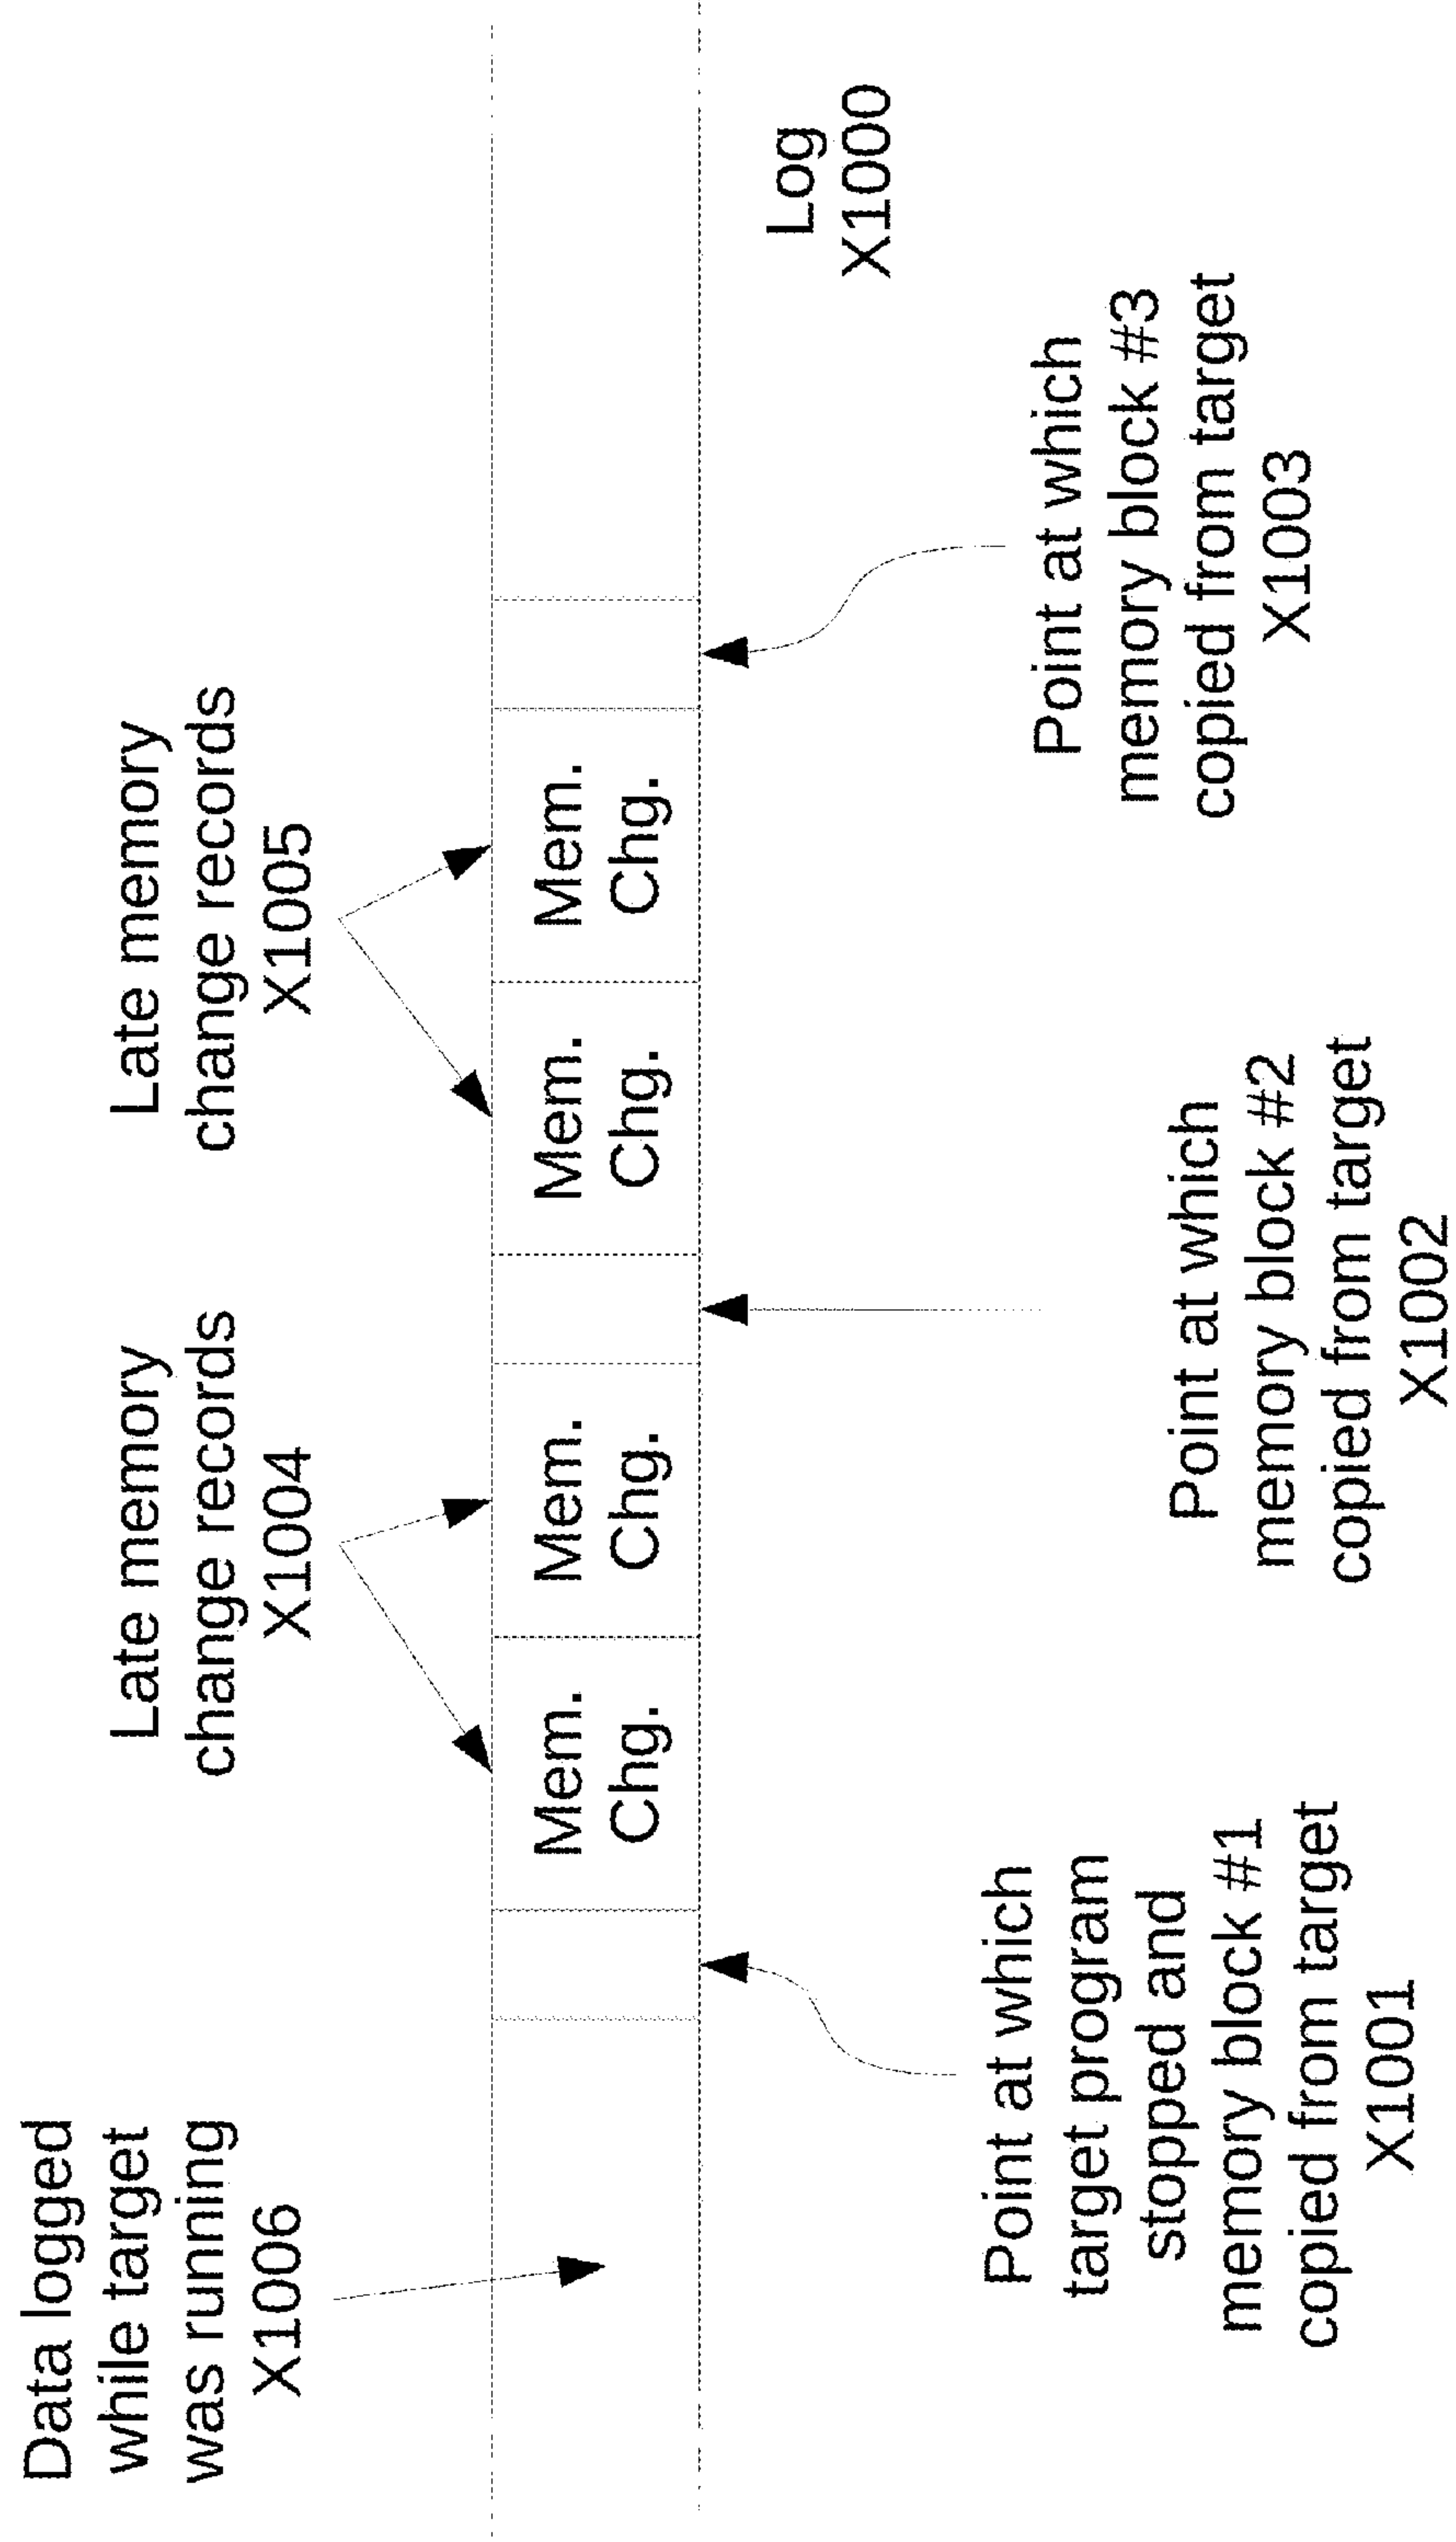 Data logged
while target
was running
X1006
Late memory
change records
X1004
Late memory
change records
X1005
Mem.
Chg.
Mem.
Chg.
Mem.
Chg.
Mem.
Chg.
Log
X1000
Point at which
target program
stopped and
memory block #1
copied from target
X1001
Point at which
memory block #2
copied from target
X1002
Point at which
memory block #3
copied from target
X1003